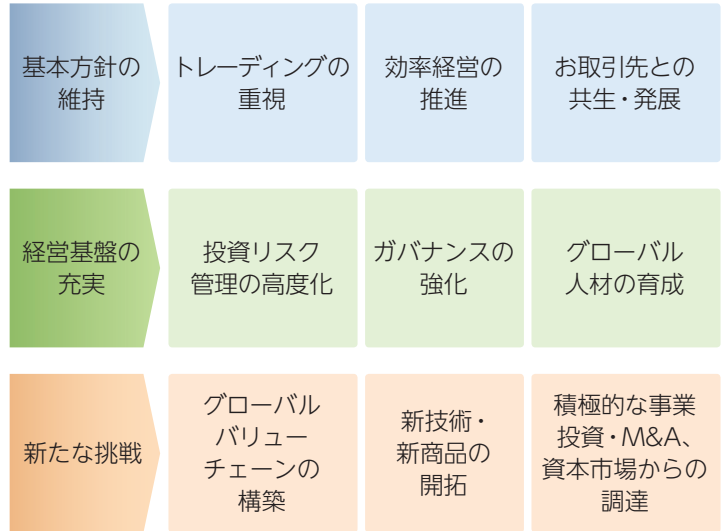 基本方針の
維持
トレーディングの
重視
効率経営の
推進
お取引先との
共生・発展
経営基盤の
充実
投資リスク
管理の高度化
ガバナンスの
強化
グローバル
人材の育成
新たな挑戦
グローバル
バリュー
チェーンの
構築
新技術・
新商品の
開拓
積極的な事業
投資・M&A、
資本市場からの
調達